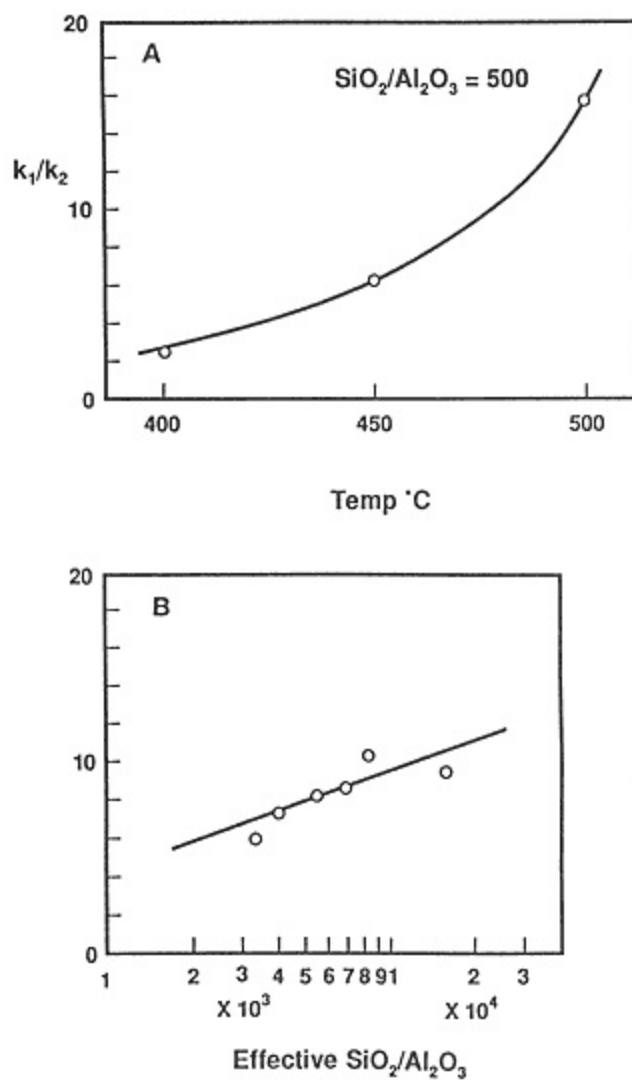 20
A
SiO₂/Al₂O₃ = 500
k₁/k₂
10
0
400 450 500
Temp °C
20
B
10
0
1 2 3 4 5 6 7 8 9 1 2 3
X 10³ X 10⁴
Effective SiO₂/Al₂O₃